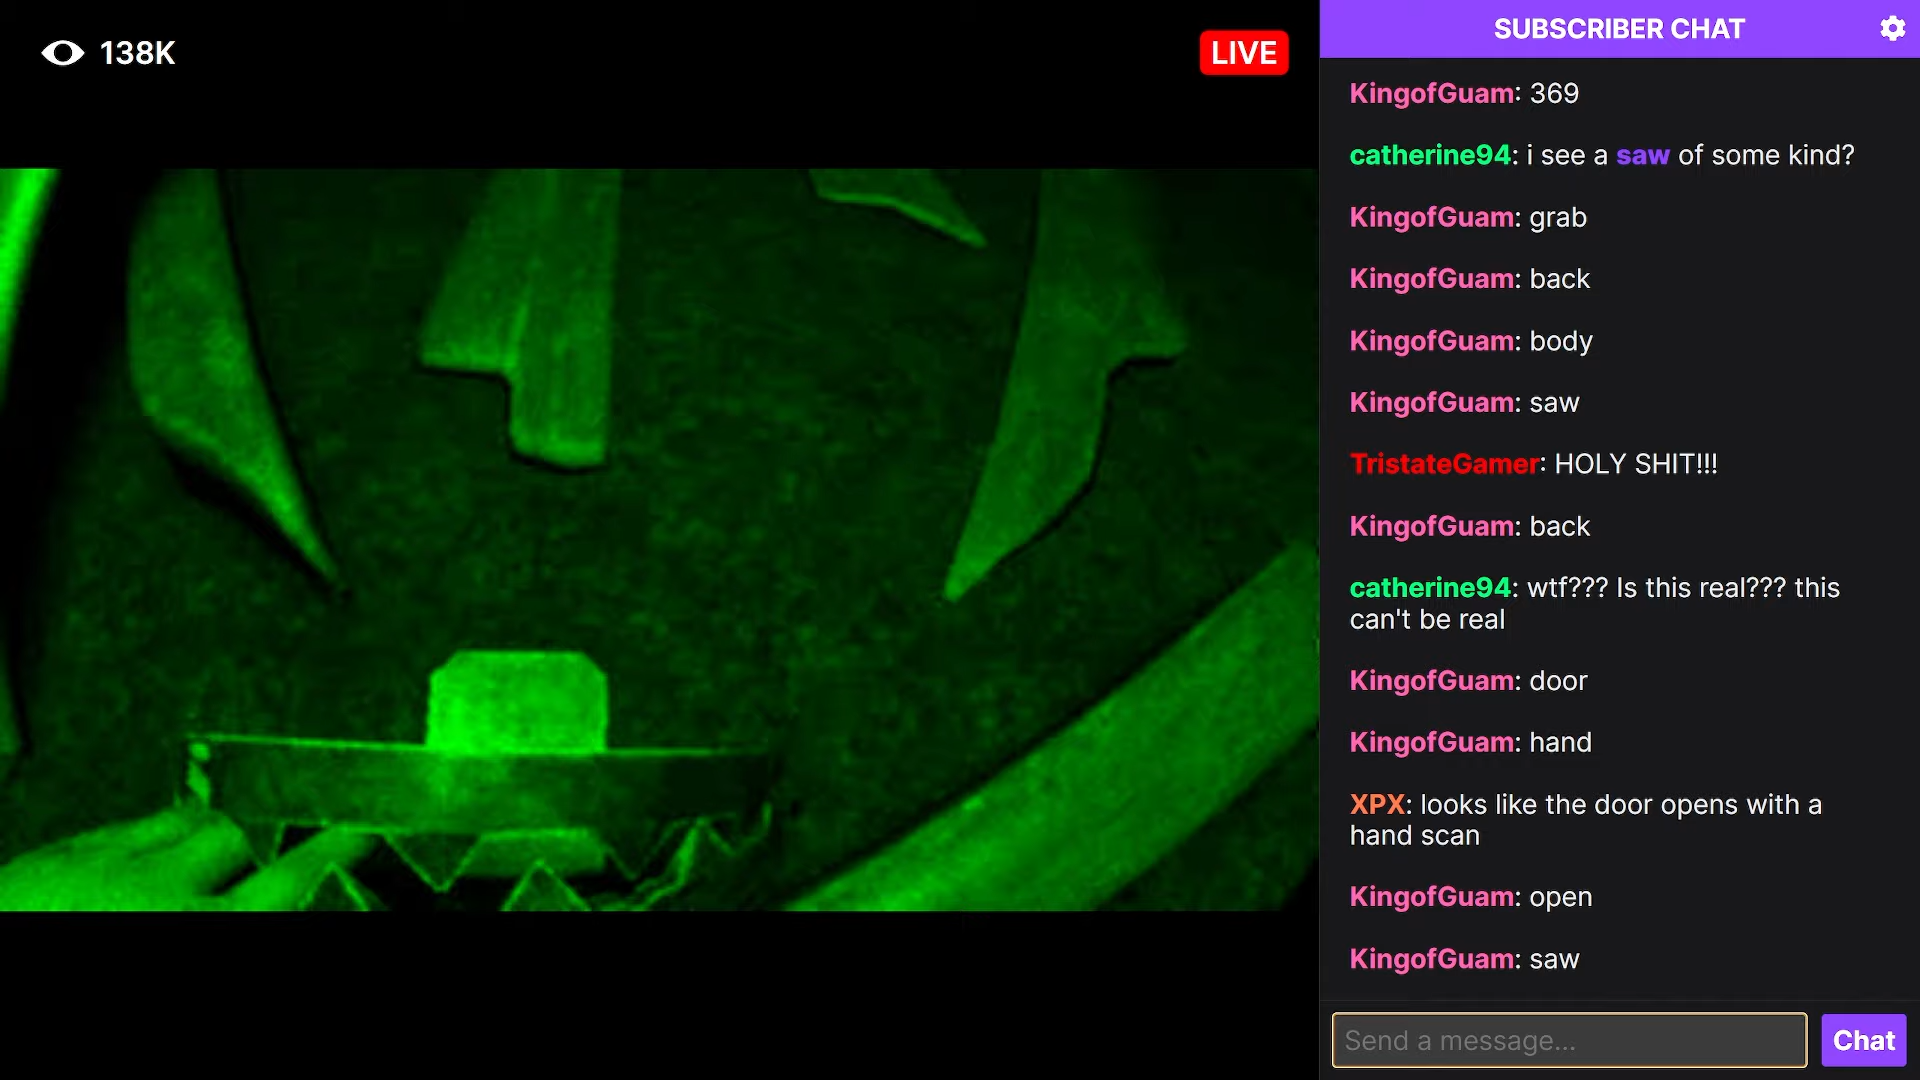 138K
LIVE
SUBSCRIBER CHAT
KingofGuam: 369
catherine94: i see a saw of some kind?
KingofGuam: grab
KingofGuam: back
KingofGuam: body
KingofGuam: saw
TristateGamer: HOLY SHIT!!!
KingofGuam: back
catherine94: wtf??? Is this real??? this
can't be real
KingofGuam: door
KingofGuam: hand
XPX: looks like the door opens with a
hand scan
KingofGuam: open
KingofGuam: saw
Send a message...
Chat